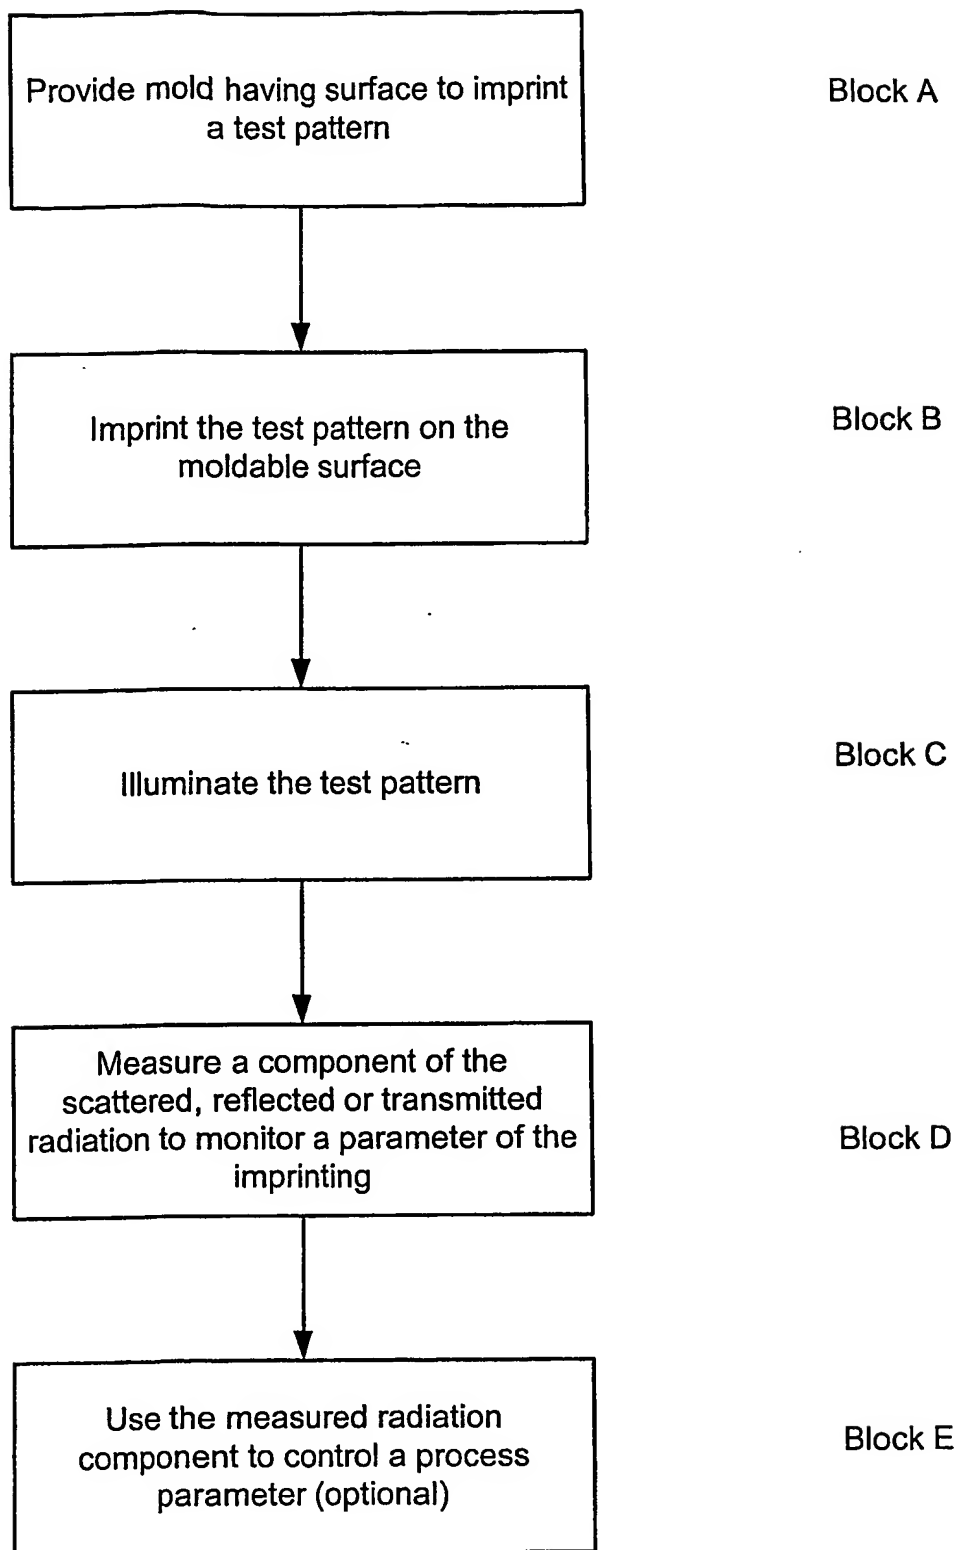 Provide mold having surface to imprint
a test pattern
Block A
Imprint the test pattern on the
moldable surface
Block B
Illuminate the test pattern
Block C
Measure a component of the
scattered, reflected or transmitted
radiation to monitor a parameter of the
imprinting
Block D
Use the measured radiation
component to control a process
parameter (optional)
Block E